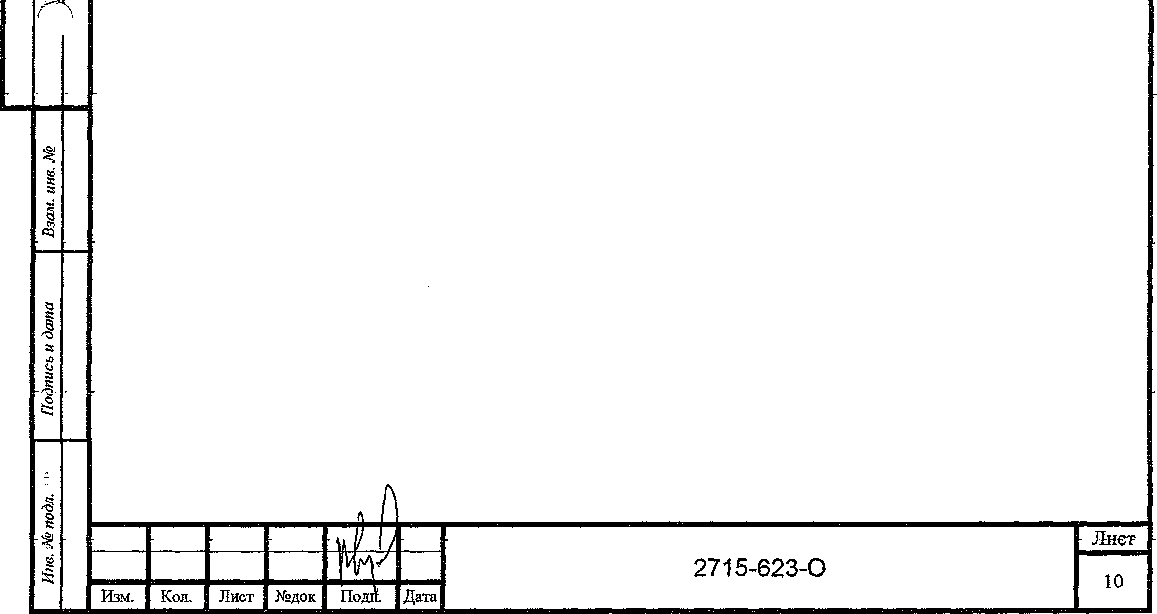 Взам. инв. №
Подпись и дата
Инв. № подл.
Изм. Кол. Лист №док Подп. Дата
2715-623-О
Лист
10